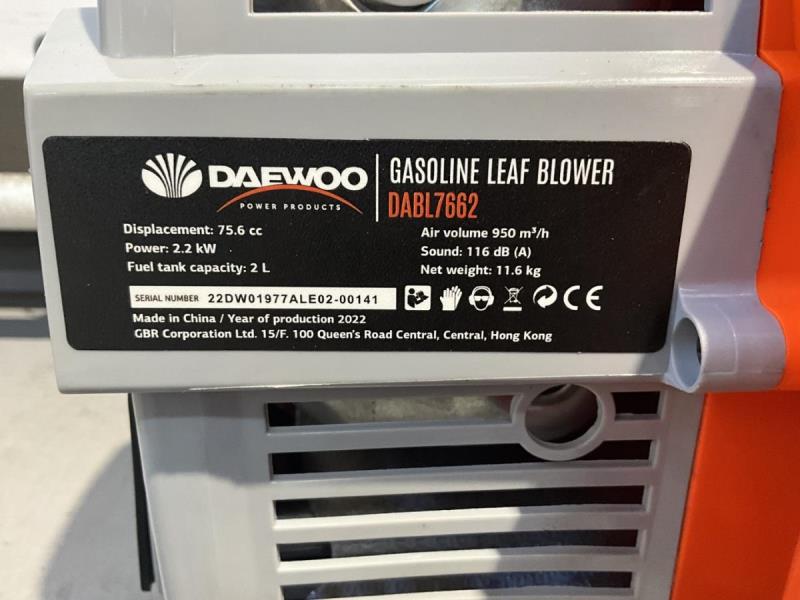 DAEWOO
POWER PRODUCTS
GASOLINE LEAF BLOWER
DABL7662
Displacement: 75.6 cc
Power: 2.2 kW
Fuel tank capacity: 2 L
Air volume 950 m³/h
Sound: 116 dB (A)
Net weight: 11.6 kg
SERIAL NUMBER 22DW01977ALE02-00141
CE
Made in China / Year of production 2022
GBR Corporation Ltd. 15/F. 100 Queen's Road Central, Central, Hong Kong